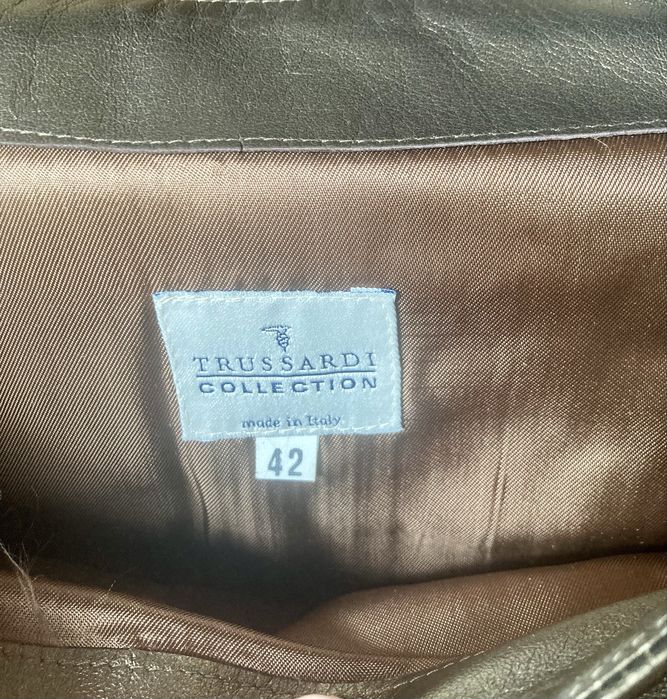 TRUSSARDI
COLLECTION
made in Italy
42